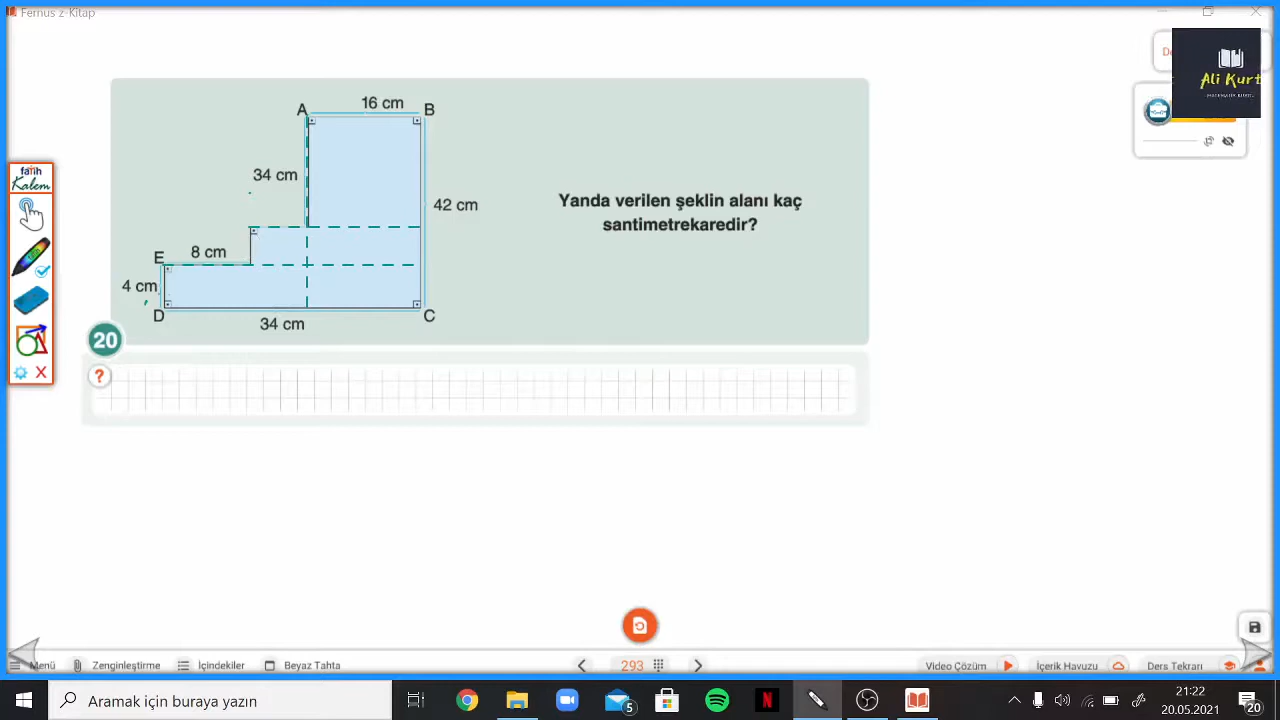 Fernus z-Kitap
De
Ali Kurt
A
16 cm
B
34 cm
42 cm
Yanda verilen şeklin alanı kaç
santimetrekaredir?
E
8 cm
4 cm
D
34 cm
C
20
?
fatih
Kalem
X
Menü
Zenginleştirme
İçindekiler
Beyaz Tahta
293
Video Çözüm
İçerik Havuzu
Ders Tekrarı
Aramak için buraya yazın
5
N
21:22
20.05.2021
20